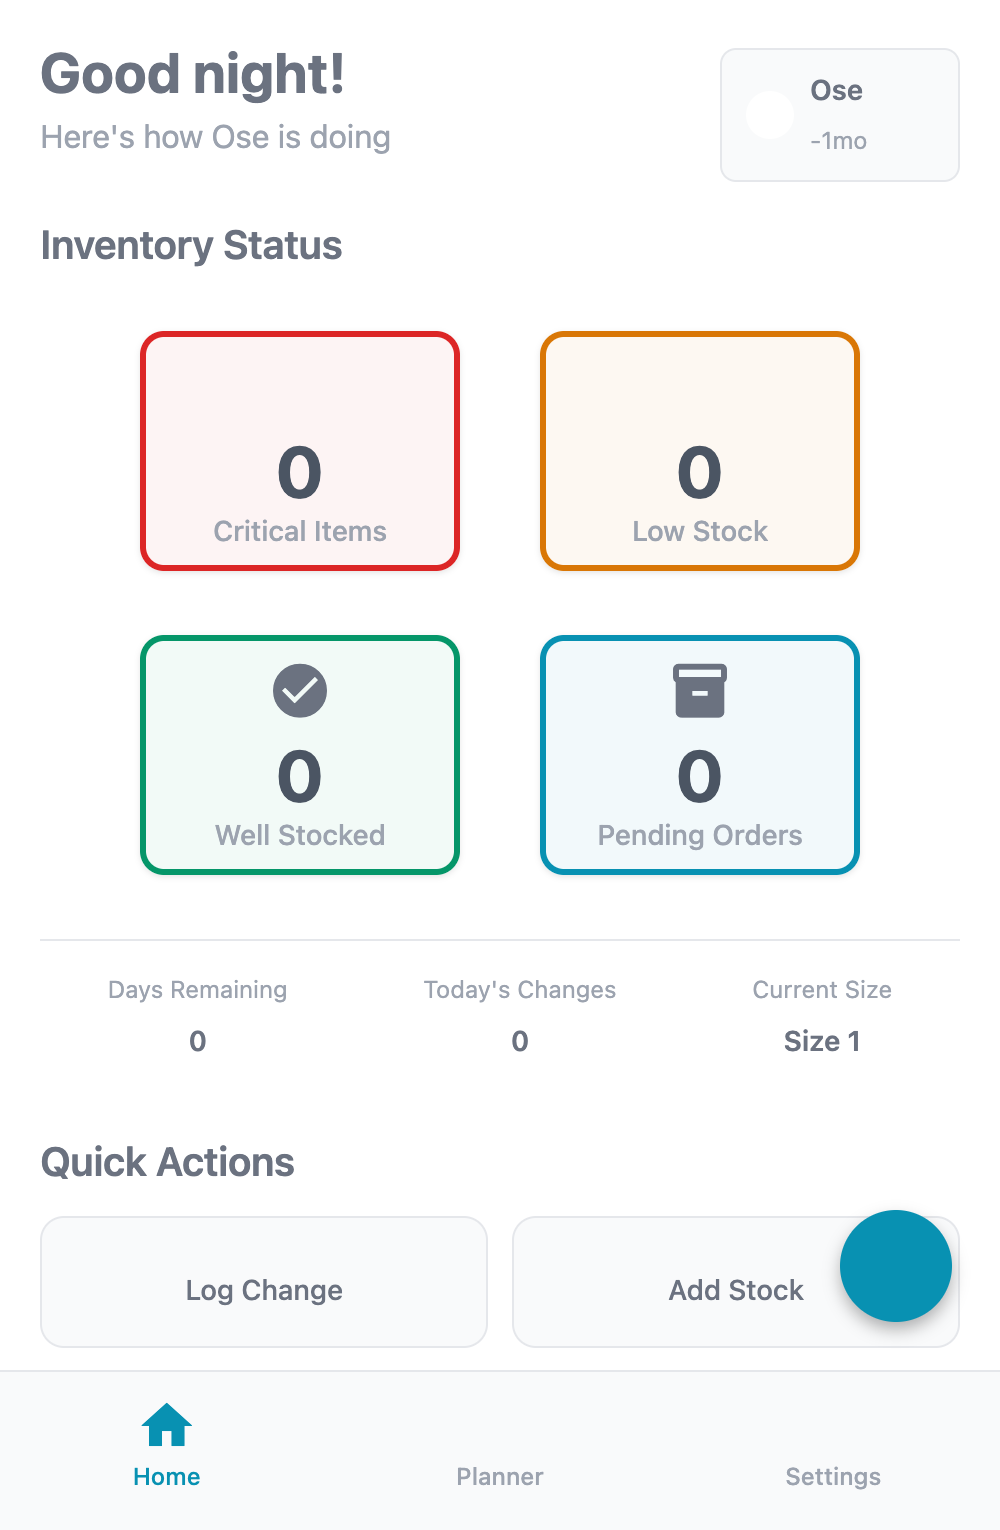 Good night!
Here's how Ose is doing
Ose
-1mo
Inventory Status
0
Critical Items
0
Low Stock
0
Well Stocked
0
Pending Orders
Days Remaining
0
Today's Changes
0
Current Size
Size 1
Quick Actions
Log Change
Add Stock
Home
Planner
Settings